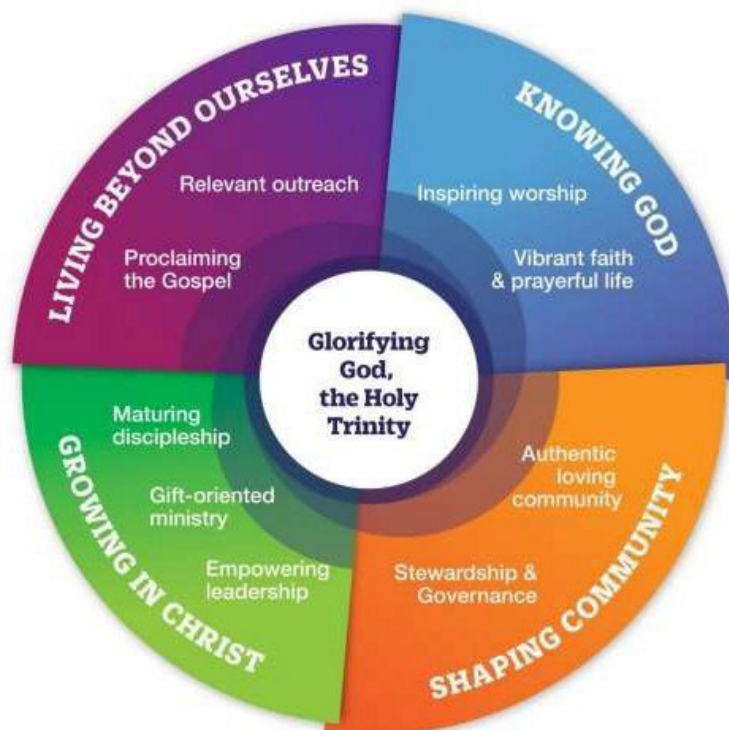 LIVING BEYOND OURSELVES
Relevant outreach
Proclaiming
the Gospel
KNOWING GOD
Inspiring worship
Vibrant faith
& prayerful life
Glorifying
God,
the Holy
Trinity
GROWING IN CHRIST
Maturing
discipleship
Gift-oriented
ministry
Empowering
leadership
SHAPING COMMUNITY
Authentic
loving
community
Stewardship &
Governance